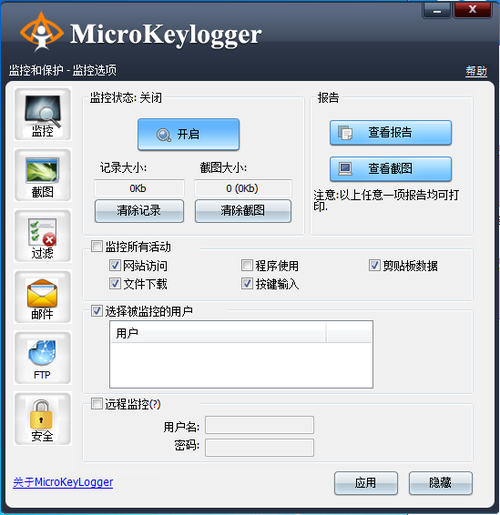 MicroKeylogger
监控和保护 - 监控选项
帮助
监控
截图
过滤
邮件
FTP
安全
监控状态: 关闭
开启
记录大小:
截图大小:
0Kb
0 (0Kb)
清除记录
清除截图
报告
查看报告
查看截图
注意:以上任意一项报告均可打
印.
监控所有活动
网站访问
程序使用
剪贴板数据
文件下载
按键输入
选择被监控的用户
用户
远程监控(?)
用户名:
密码:
关于MicroKeyLogger
应用
隐藏